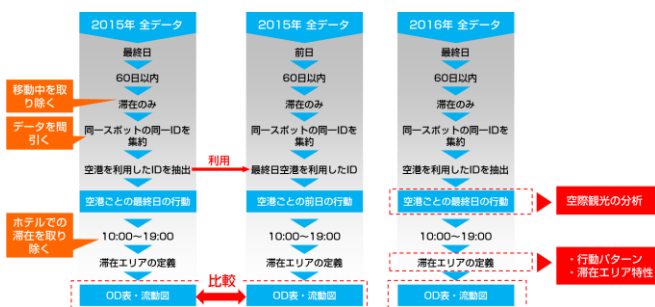 2015年 全データ
最終日
60日以内
滞在のみ
同一スポットの同一IDを
集約
空港を利用したIDを抽出
空港ごとの最終日の行動
10:00~19:00
滞在エリアの定義
OD表・流動図
移動中を取
り除く
データを間
引く
ホテルでの
滞在を取り
除く
利用
比較
2015年 全データ
前日
60日以内
滞在のみ
同一スポットの同一IDを
集約
最終日空港を利用したID
空港ごとの前日の行動
10:00~19:00
滞在エリアの定義
OD表・流動図
2016年 全データ
最終日
60日以内
滞在のみ
同一スポットの同一IDを
集約
空港を利用したIDを抽出
空港ごとの最終日の行動
10:00~19:00
滞在エリアの定義
OD表・流動図
空際観光の分析
・行動パターン
・滞在エリア特性